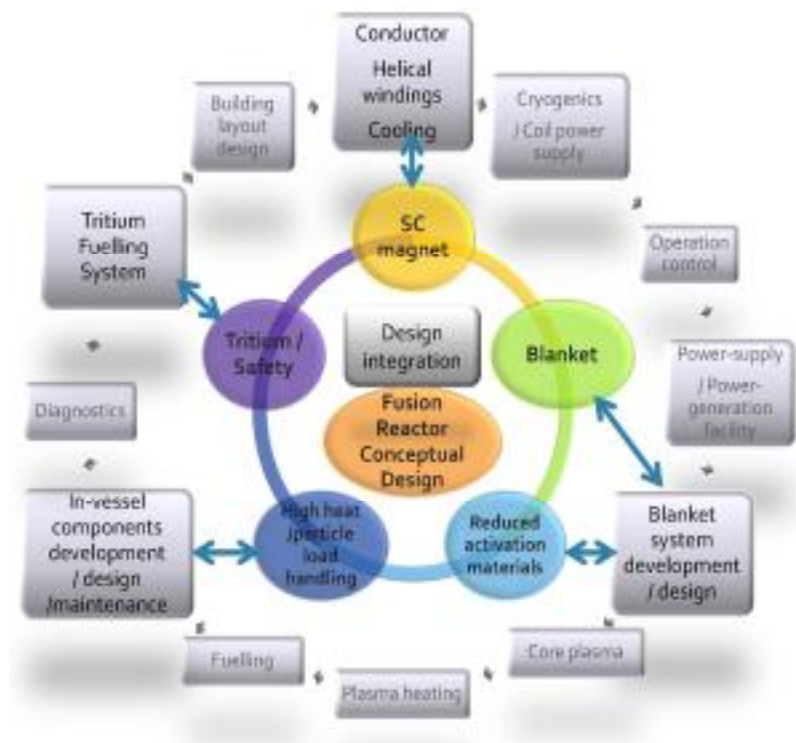 Conductor
Helical
windings
Cooling
Building
layout
design
Cryogenics
/ Coil power
supply
Tritium
Fuelling
System
SC
magnet
Operation
control
Tritium /
Safety
Design
integration
Blanket
Power-supply
/ Power-
generation
facility
Diagnostics
Fusion
Reactor
Conceptual
Design
In-vessel
components
development
/ design
/maintenance
High heat
/particle
load
handling
Reduced
activation
materials
Blanket
system
development
/ design
Fuelling
Plasma heating
Core plasma